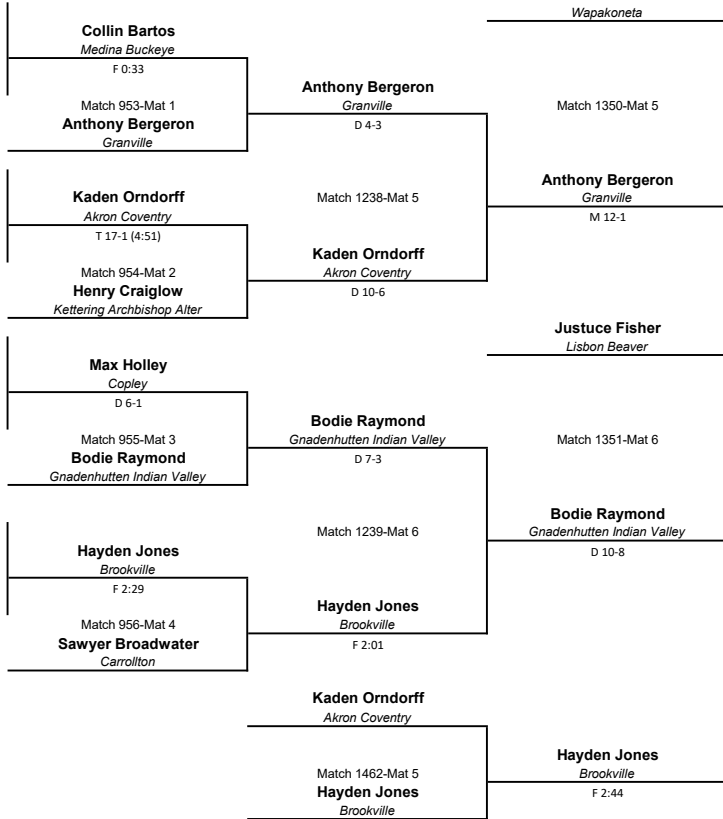 Wapakoneta
Collin Bartos
Medina Buckeye
F 0:33
Match 953-Mat 1
Anthony Bergeron
Granville
Anthony Bergeron
Granville
D 4-3
Match 1350-Mat 5
Kaden Orndorff
Akron Coventry
T 17-1 (4:51)
Match 954-Mat 2
Henry Craiglow
Kettering Archbishop Alter
Match 1238-Mat 5
Kaden Orndorff
Akron Coventry
D 10-6
Anthony Bergeron
Granville
M 12-1
Justuce Fisher
Lisbon Beaver
Max Holley
Copley
D 6-1
Match 955-Mat 3
Bodie Raymond
Gnadenhutten Indian Valley
Bodie Raymond
Gnadenhutten Indian Valley
D 7-3
Match 1351-Mat 6
Hayden Jones
Brookville
F 2:29
Match 956-Mat 4
Sawyer Broadwater
Carrollton
Match 1239-Mat 6
Hayden Jones
Brookville
F 2:01
Bodie Raymond
Gnadenhutten Indian Valley
D 10-8
Kaden Orndorff
Akron Coventry
Match 1462-Mat 5
Hayden Jones
Brookville
Hayden Jones
Brookville
F 2:44